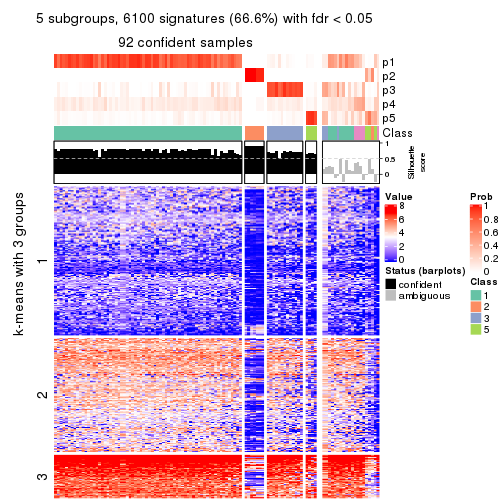 5 subgroups, 6100 signatures (66.6%) with fdr < 0.05
92 confident samples
p1
p2
p3
p4
p5
Class
1
0.5
0
Silhouette
score
k-means with 3 groups
1
2
3
Value
8
6
4
2
0
Status (barplots)
confident
ambiguous
Prob
1
0.8
0.6
0.4
0.2
0
Class
1
2
3
5